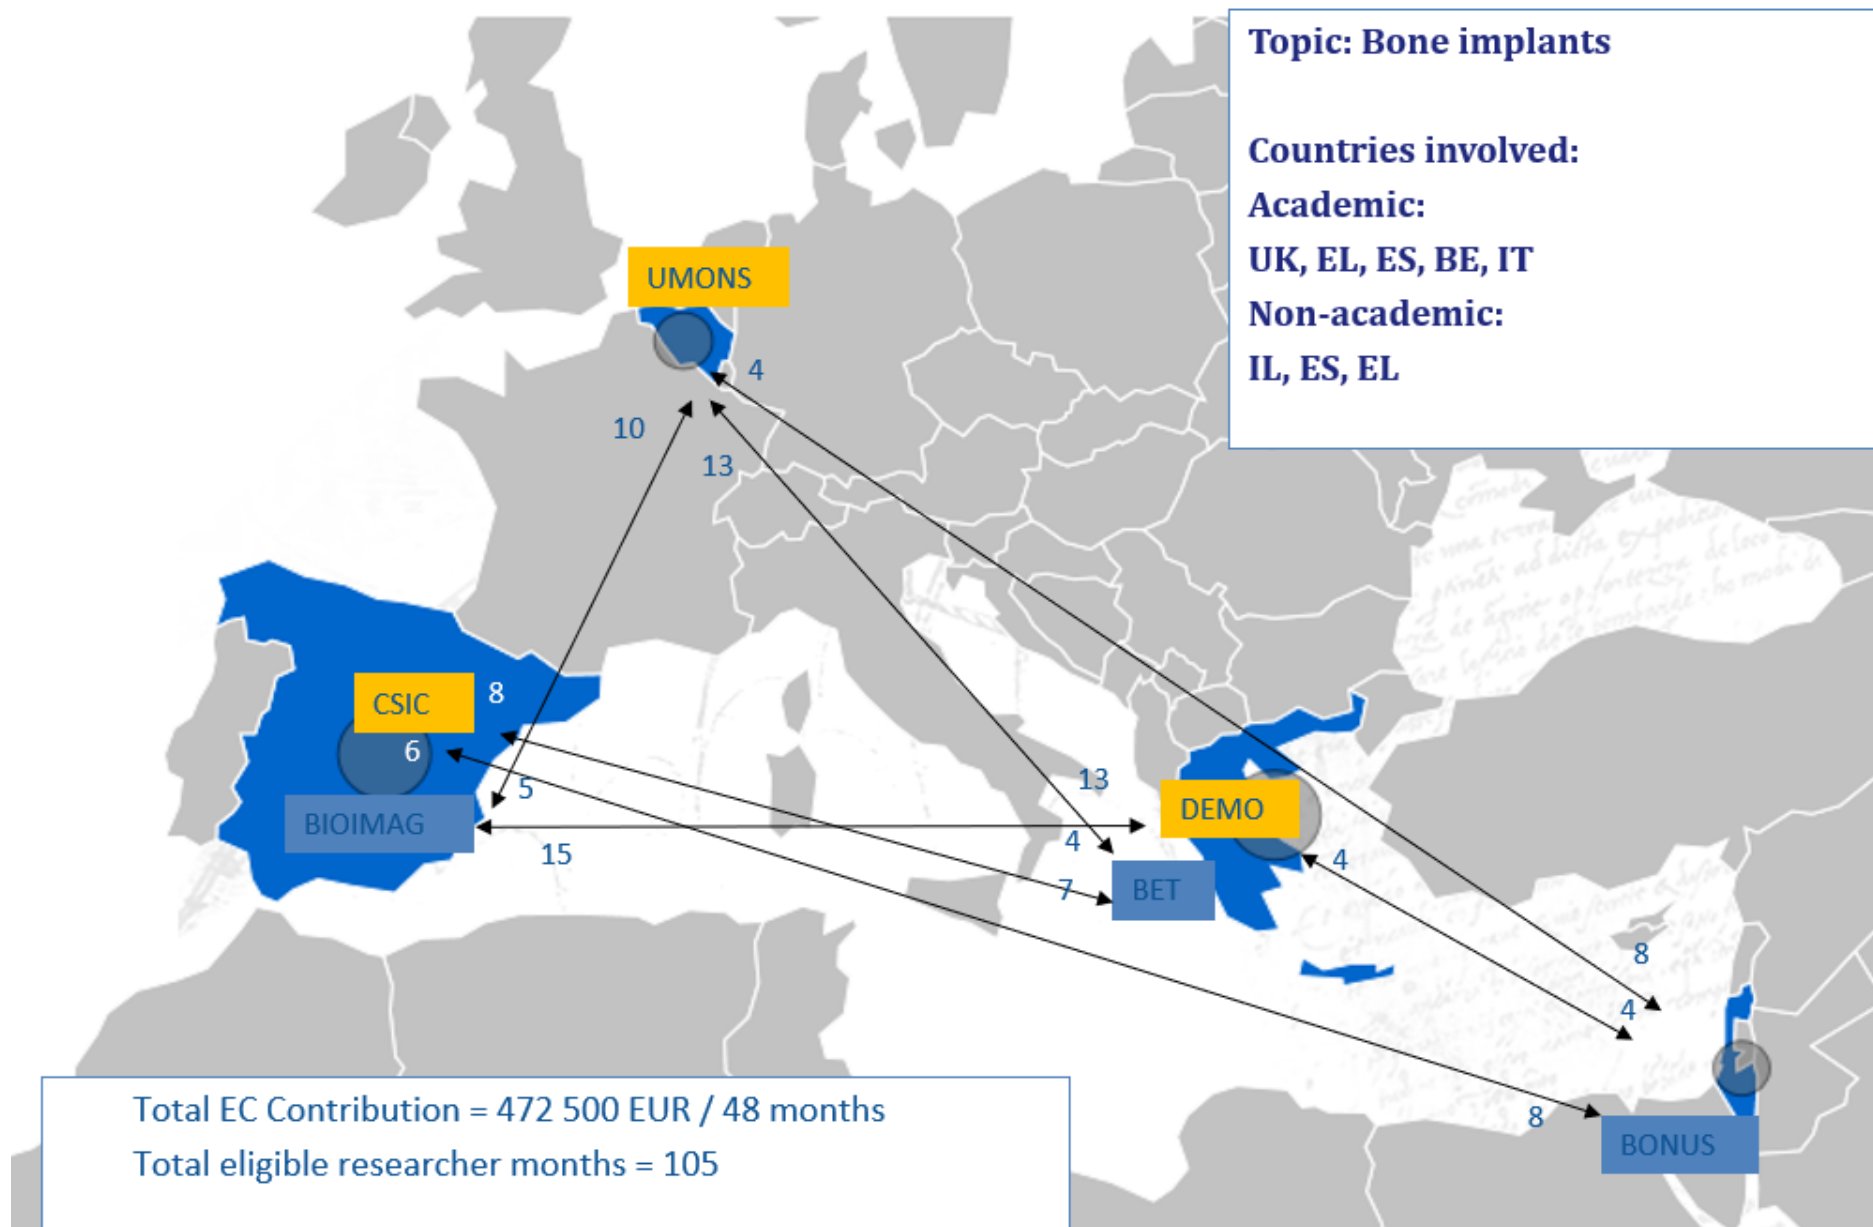 Topic: Bone implants
Countries involved:
Academic:
UK, EL, ES, BE, IT
Non-academic:
IL, ES, EL
UMONS
4
10
13
CSIC
8
6
5
BIOIMAG
15
13
DEMO
4
4
7
BET
8
4
8
BONUS
Total EC Contribution = 472 500 EUR / 48 months
Total eligible researcher months = 105